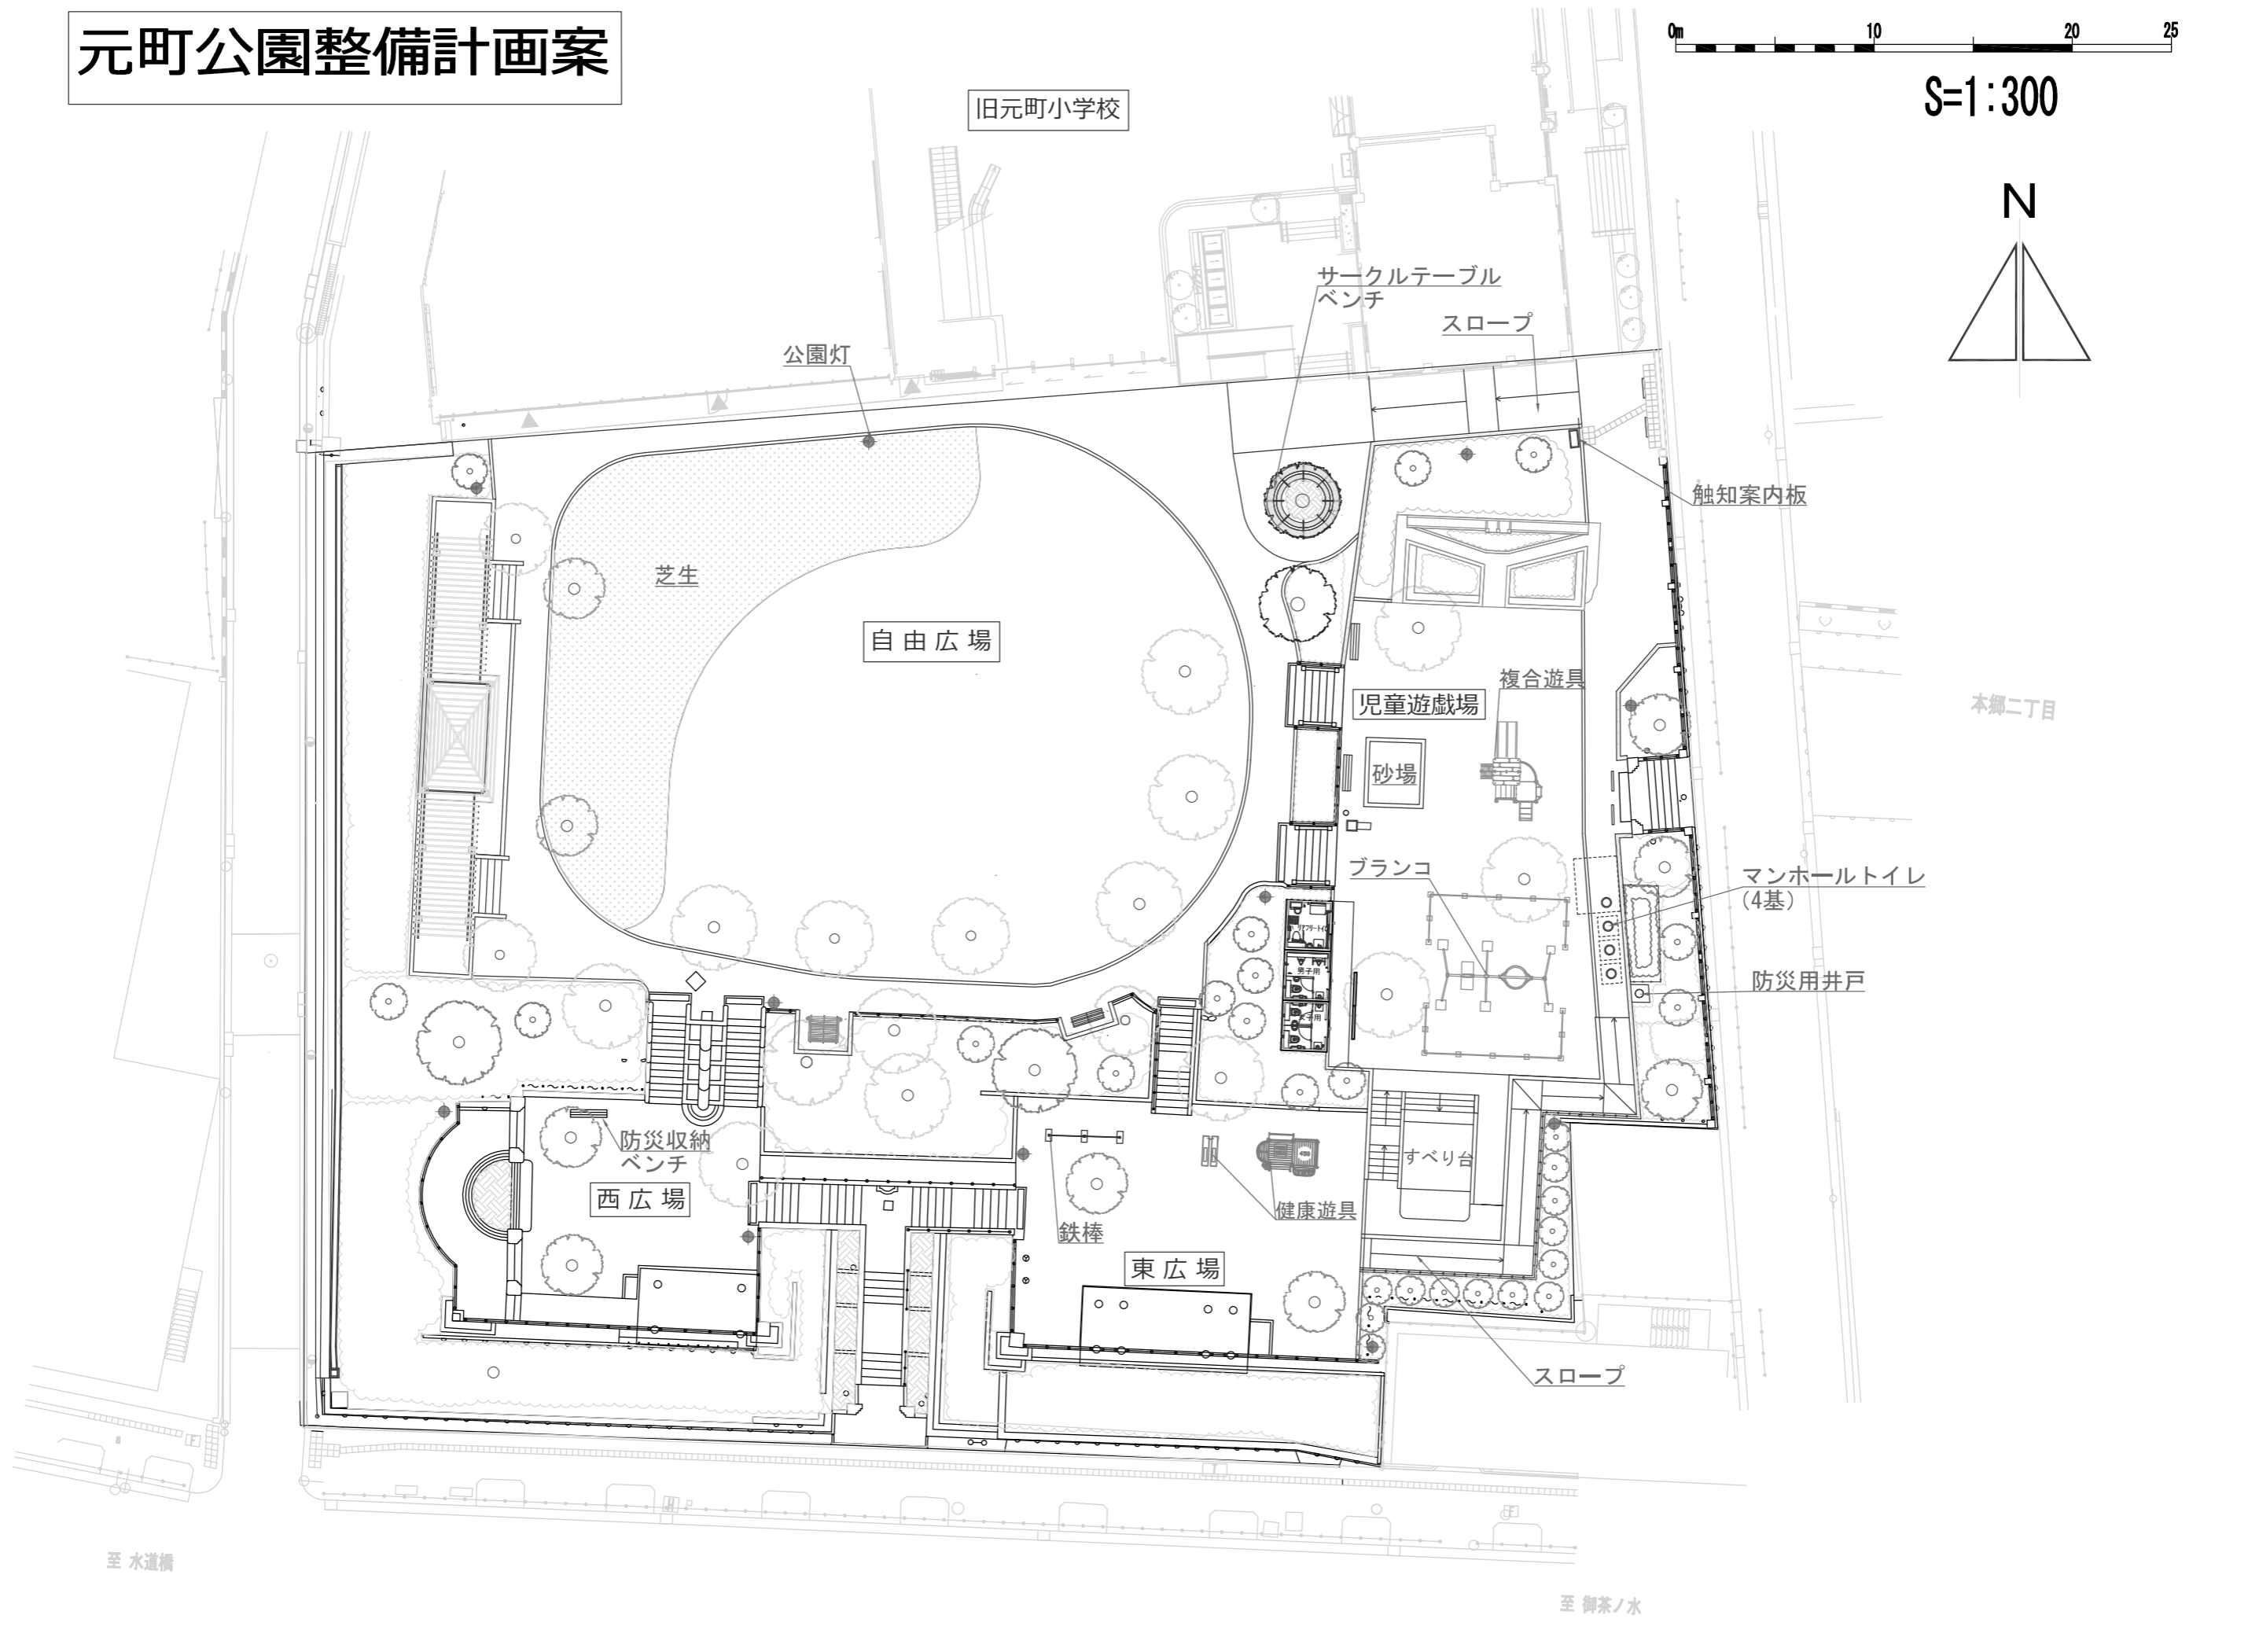 元町公園整備計画案
0m 10 20 25
S=1:300
N
旧元町小学校
サークルテーブル
ベンチ
スロープ
公園灯
触知案内板
芝生
自由広場
複合遊具
児童遊戯場
本郷二丁目
砂場
ブランコ
マンホールトイレ
(4基)
男子用
防災用井戸
女子用
防災収納
ベンチ
すべり台
西広場
健康遊具
鉄棒
東広場
スロープ
至 水道橋
至 御茶ノ水